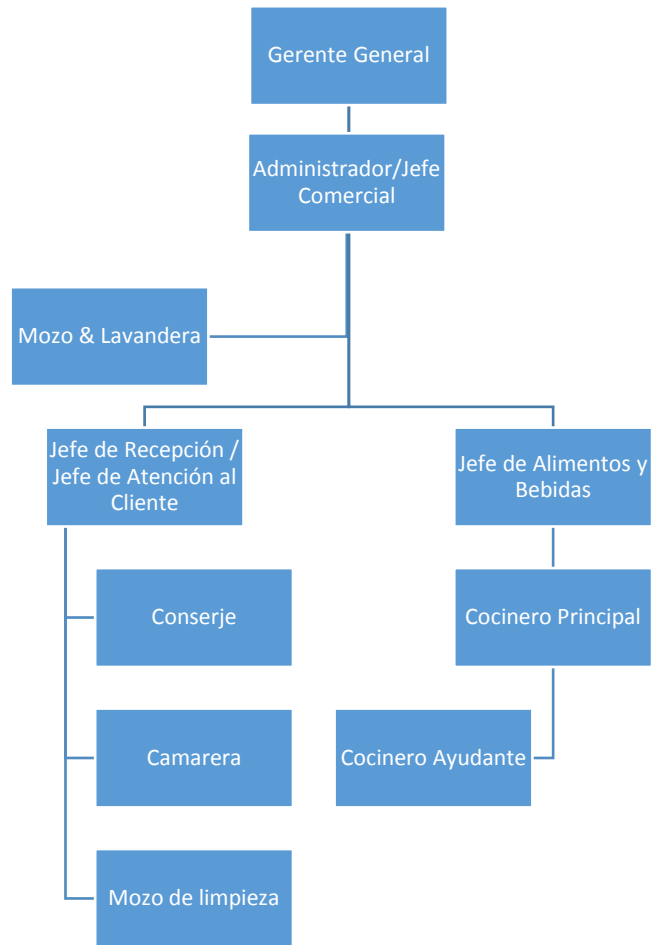 Gerente General
Administrador/Jefe
Comercial
Mozo & Lavandera
Jefe de Recepción /
Jefe de Atención al
Cliente
Jefe de Alimentos y
Bebidas
Conserje
Cocinero Principal
Camarera
Cocinero Ayudante
Mozo de limpieza